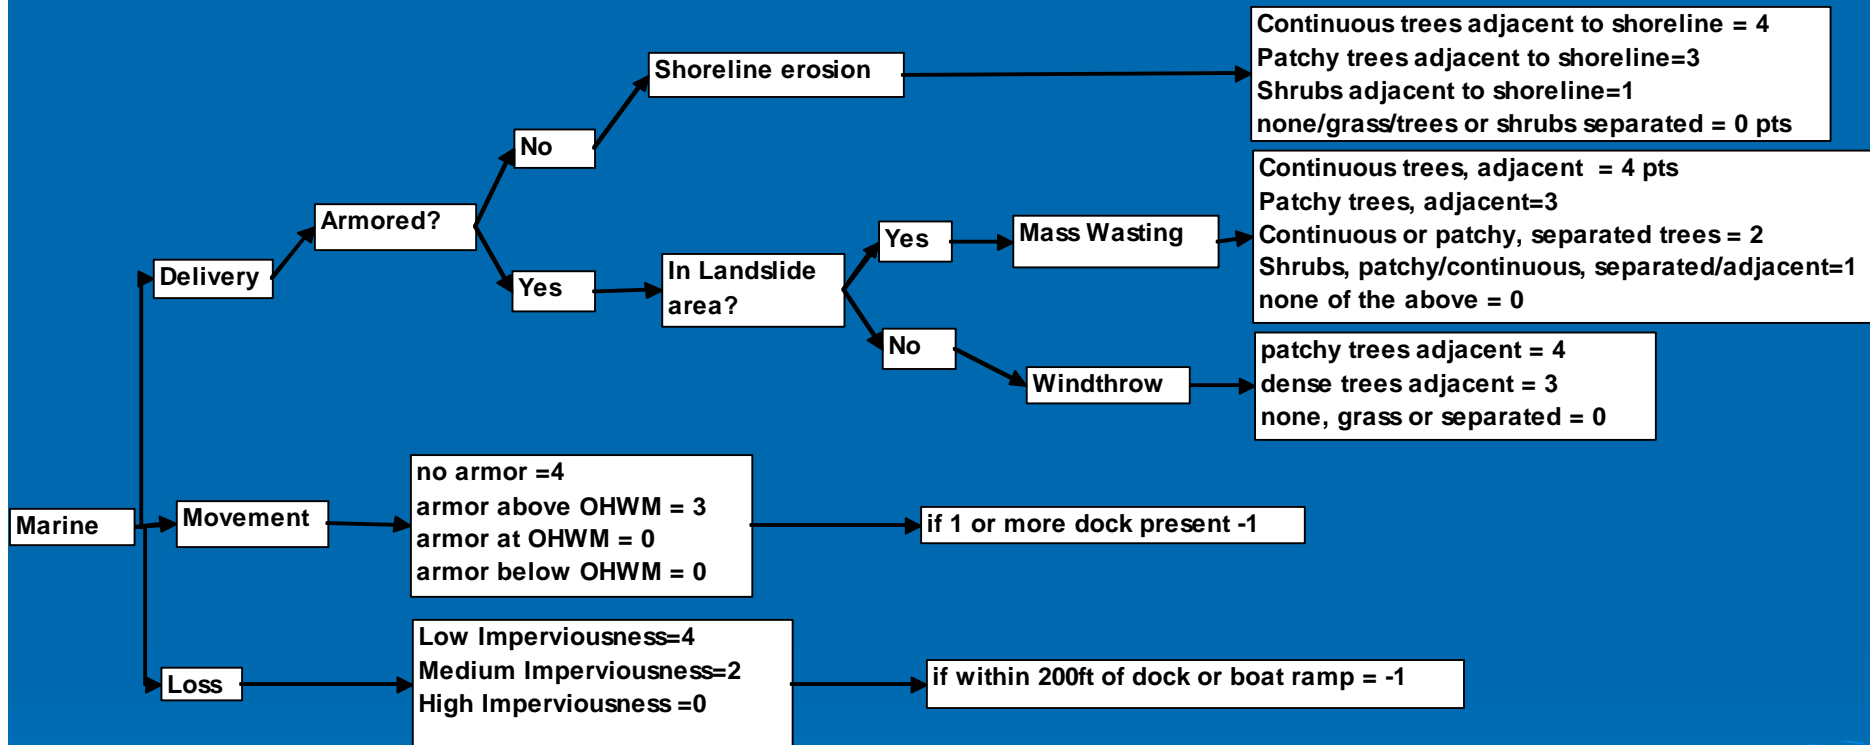 Continuous trees adjacent to shoreline = 4
Patchy trees adjacent to shoreline=3
Shrubs adjacent to shoreline=1
none/grass/trees or shrubs separated = 0 pts
Shoreline erosion
No
Continuous trees, adjacent = 4 pts
Patchy trees, adjacent=3
Continuous or patchy, separated trees = 2
Shrubs, patchy/continuous, separated/adjacent=1
none of the above = 0
Armored?
Yes
Mass Wasting
Delivery
Yes
In Landslide
area?
No
Windthrow
patchy trees adjacent = 4
dense trees adjacent = 3
none, grass or separated = 0
Marine
Movement
no armor =4
armor above OHWM = 3
armor at OHWM = 0
armor below OHWM = 0
if 1 or more dock present -1
Loss
Low Imperviousness=4
Medium Imperviousness=2
High Imperviousness =0
if within 200ft of dock or boat ramp = -1